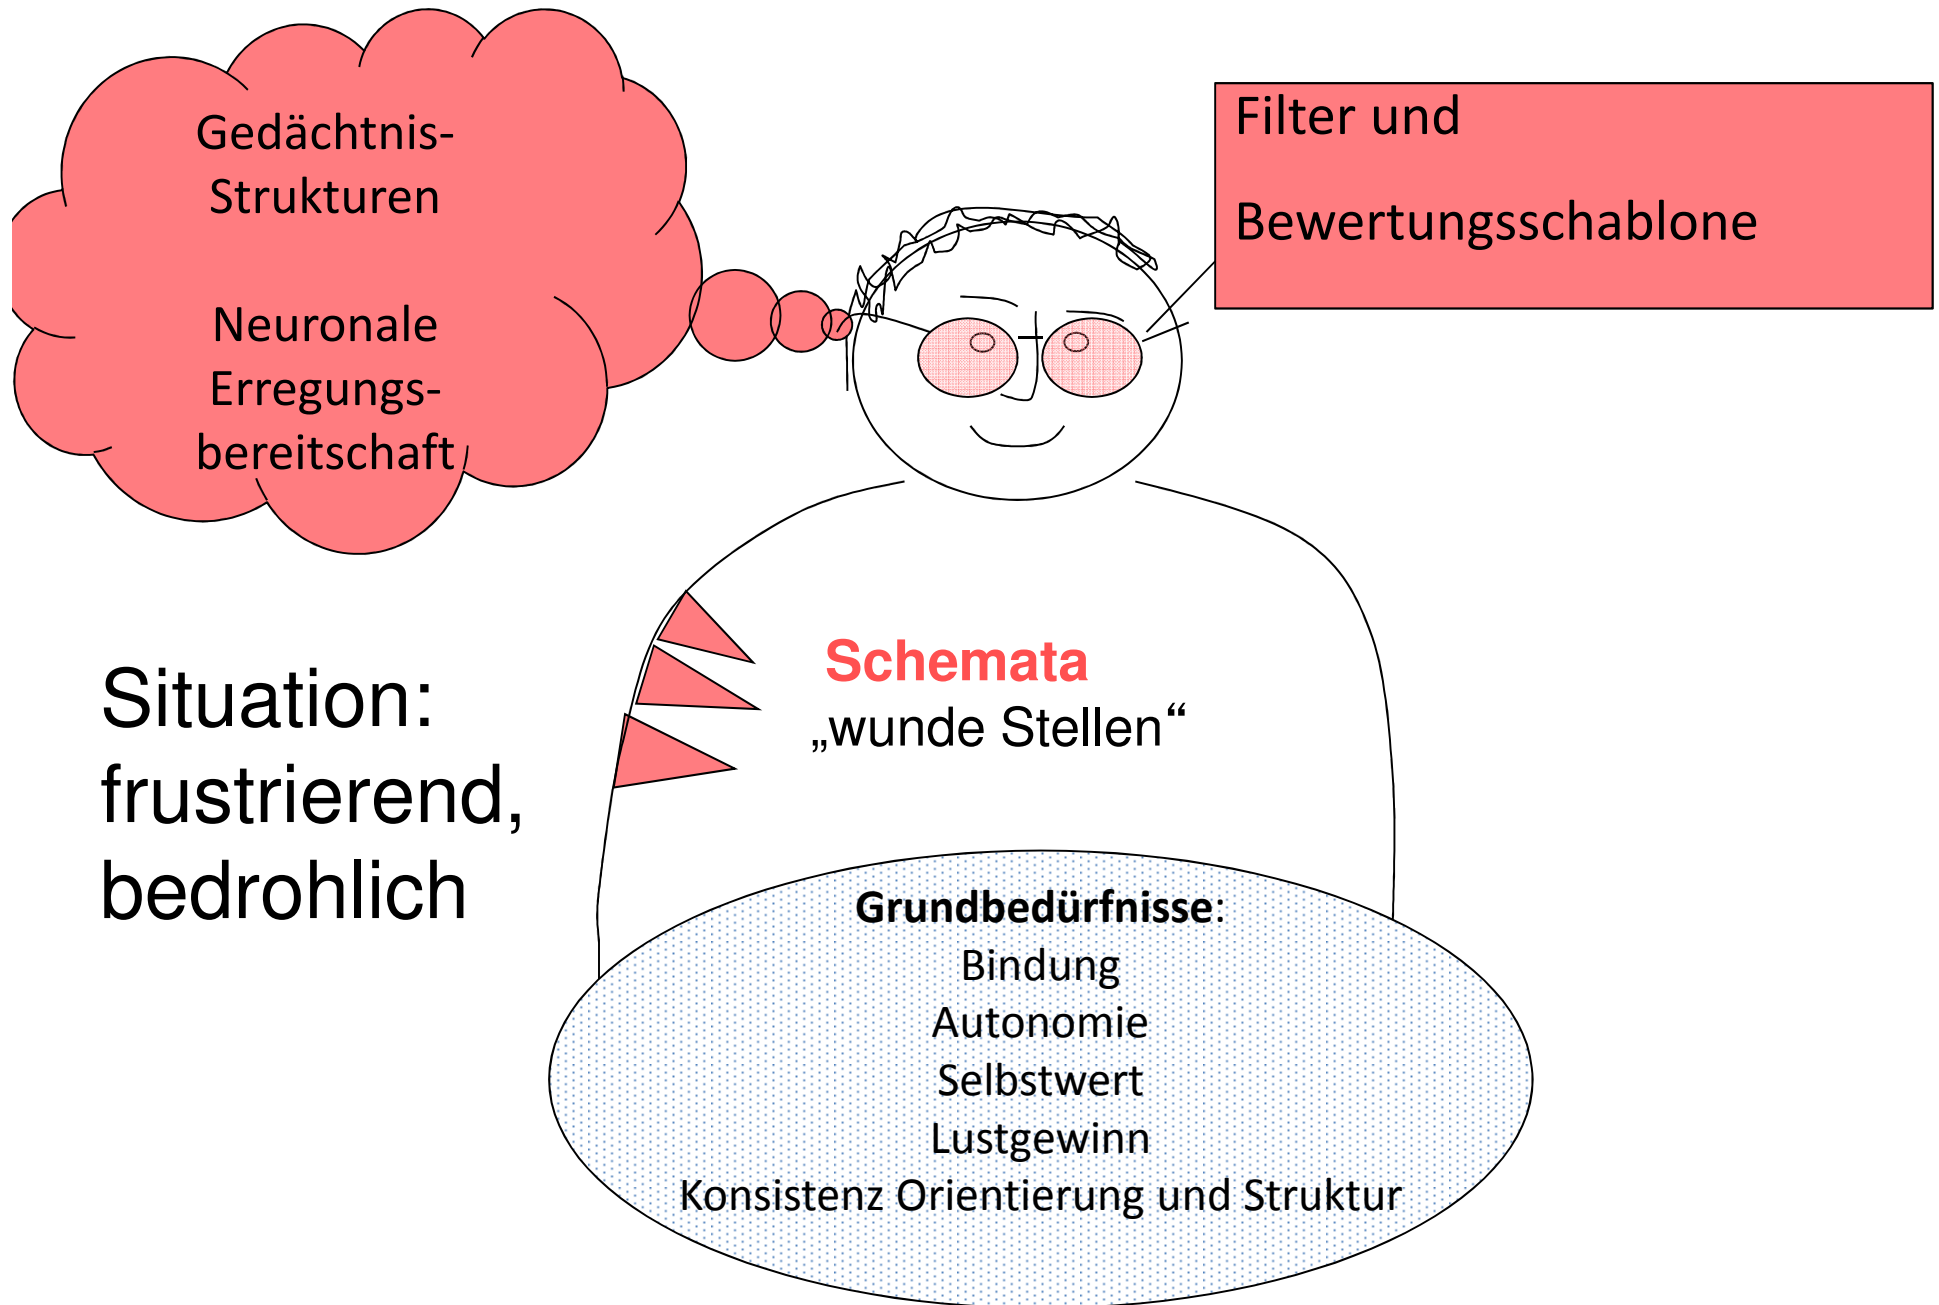 Gedächtnis-
Strukturen
Neuronale
Erregungs-
bereitschaft
Filter und
Bewertungsschablone
Situation:
frustrierend,
bedrohlich
Schemata
„wunde Stellen“
Grundbedürfnisse:
Bindung
Autonomie
Selbstwert
Lustgewinn
Konsistenz Orientierung und Struktur